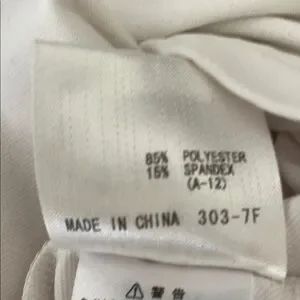 85% POLYESTER
15% SPANDEX
(A-12)
MADE IN CHINA 303-7F
⚠ 警告